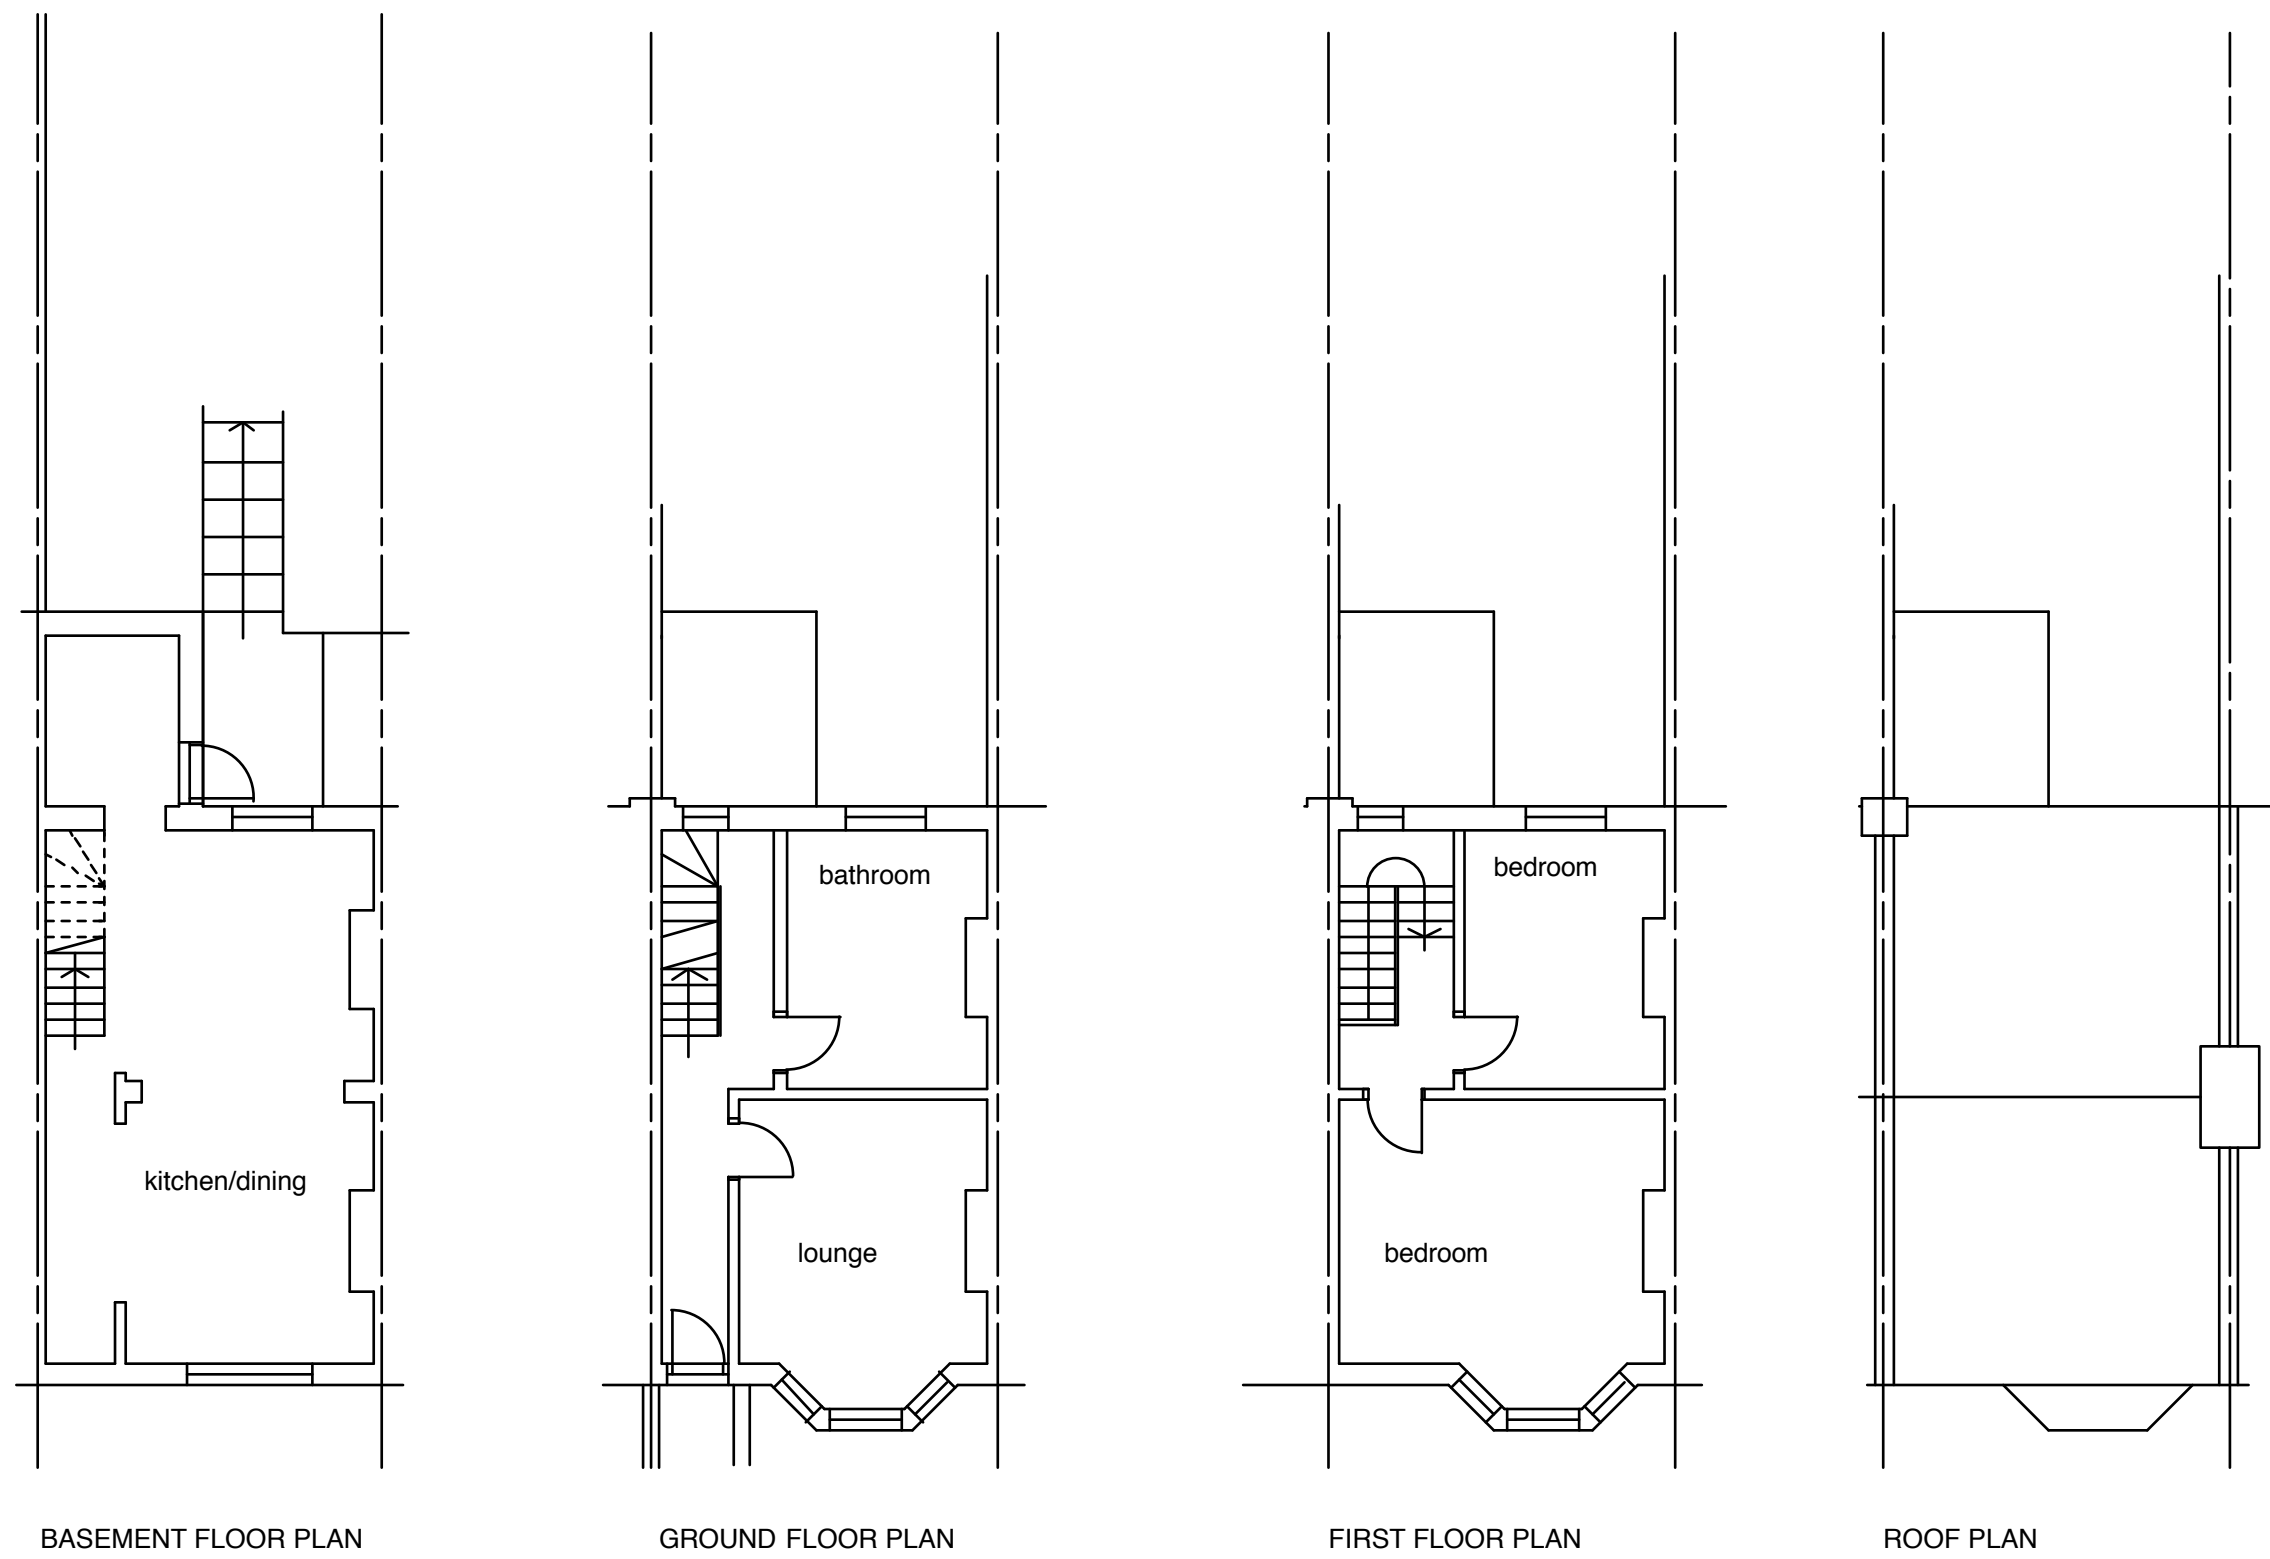 bathroom
bedroom
kitchen/dining
lounge
bedroom
BASEMENT FLOOR PLAN
GROUND FLOOR PLAN
FIRST FLOOR PLAN
ROOF PLAN